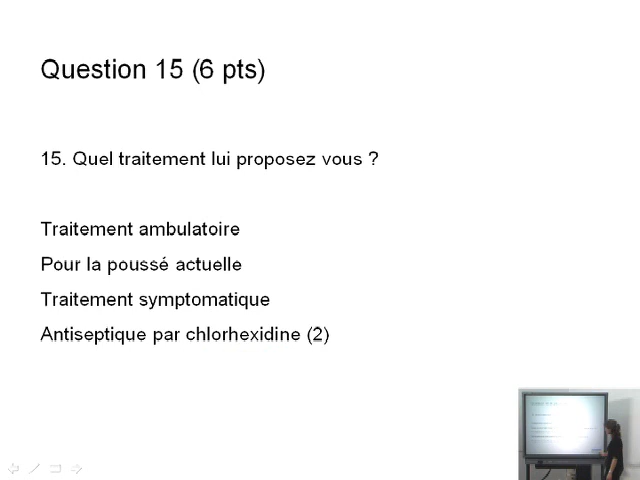 Question 15 (6 pts)
15. Quel traitement lui proposez vous ?
Traitement ambulatoire
Pour la poussé actuelle
Traitement symptomatique
Antiseptique par chlorhexidine (2)